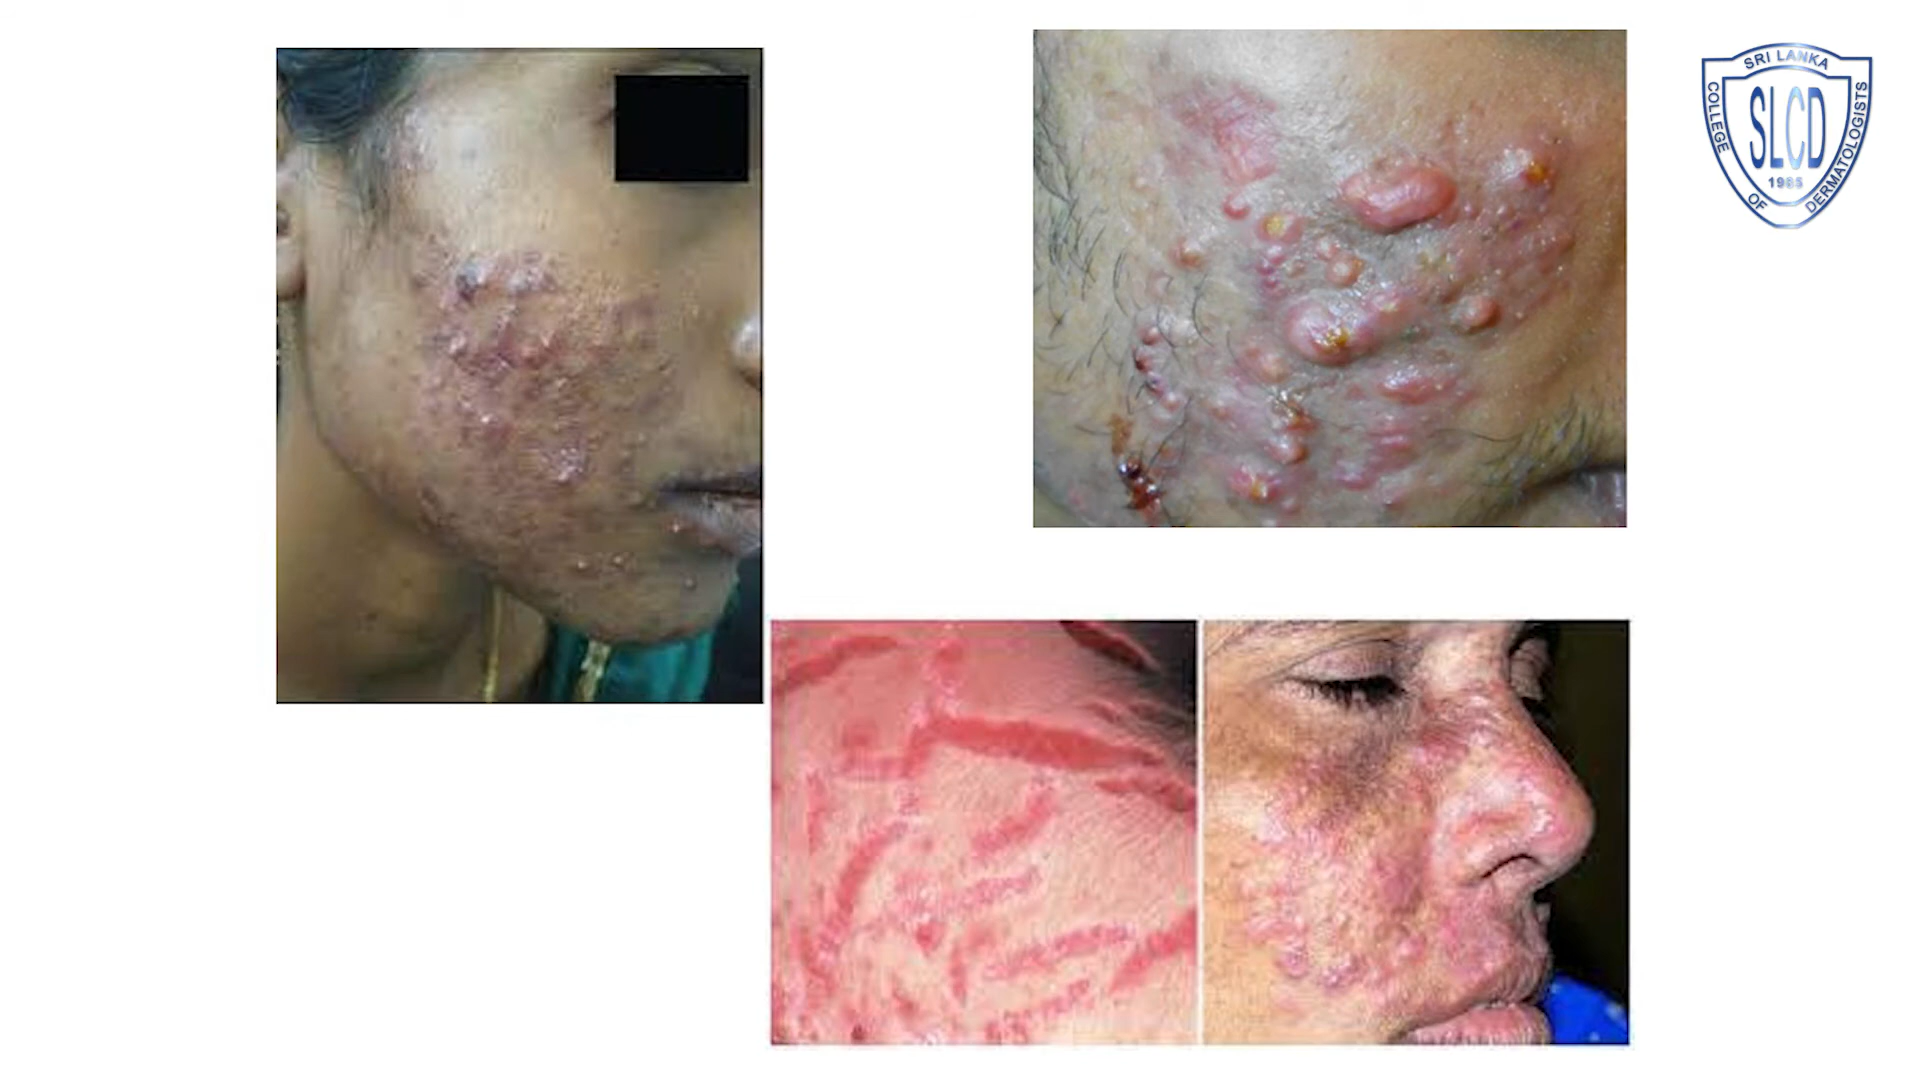 SRI LANKA
COLLEGE
SLCD
1985
OF
DERMATOLOGISTS